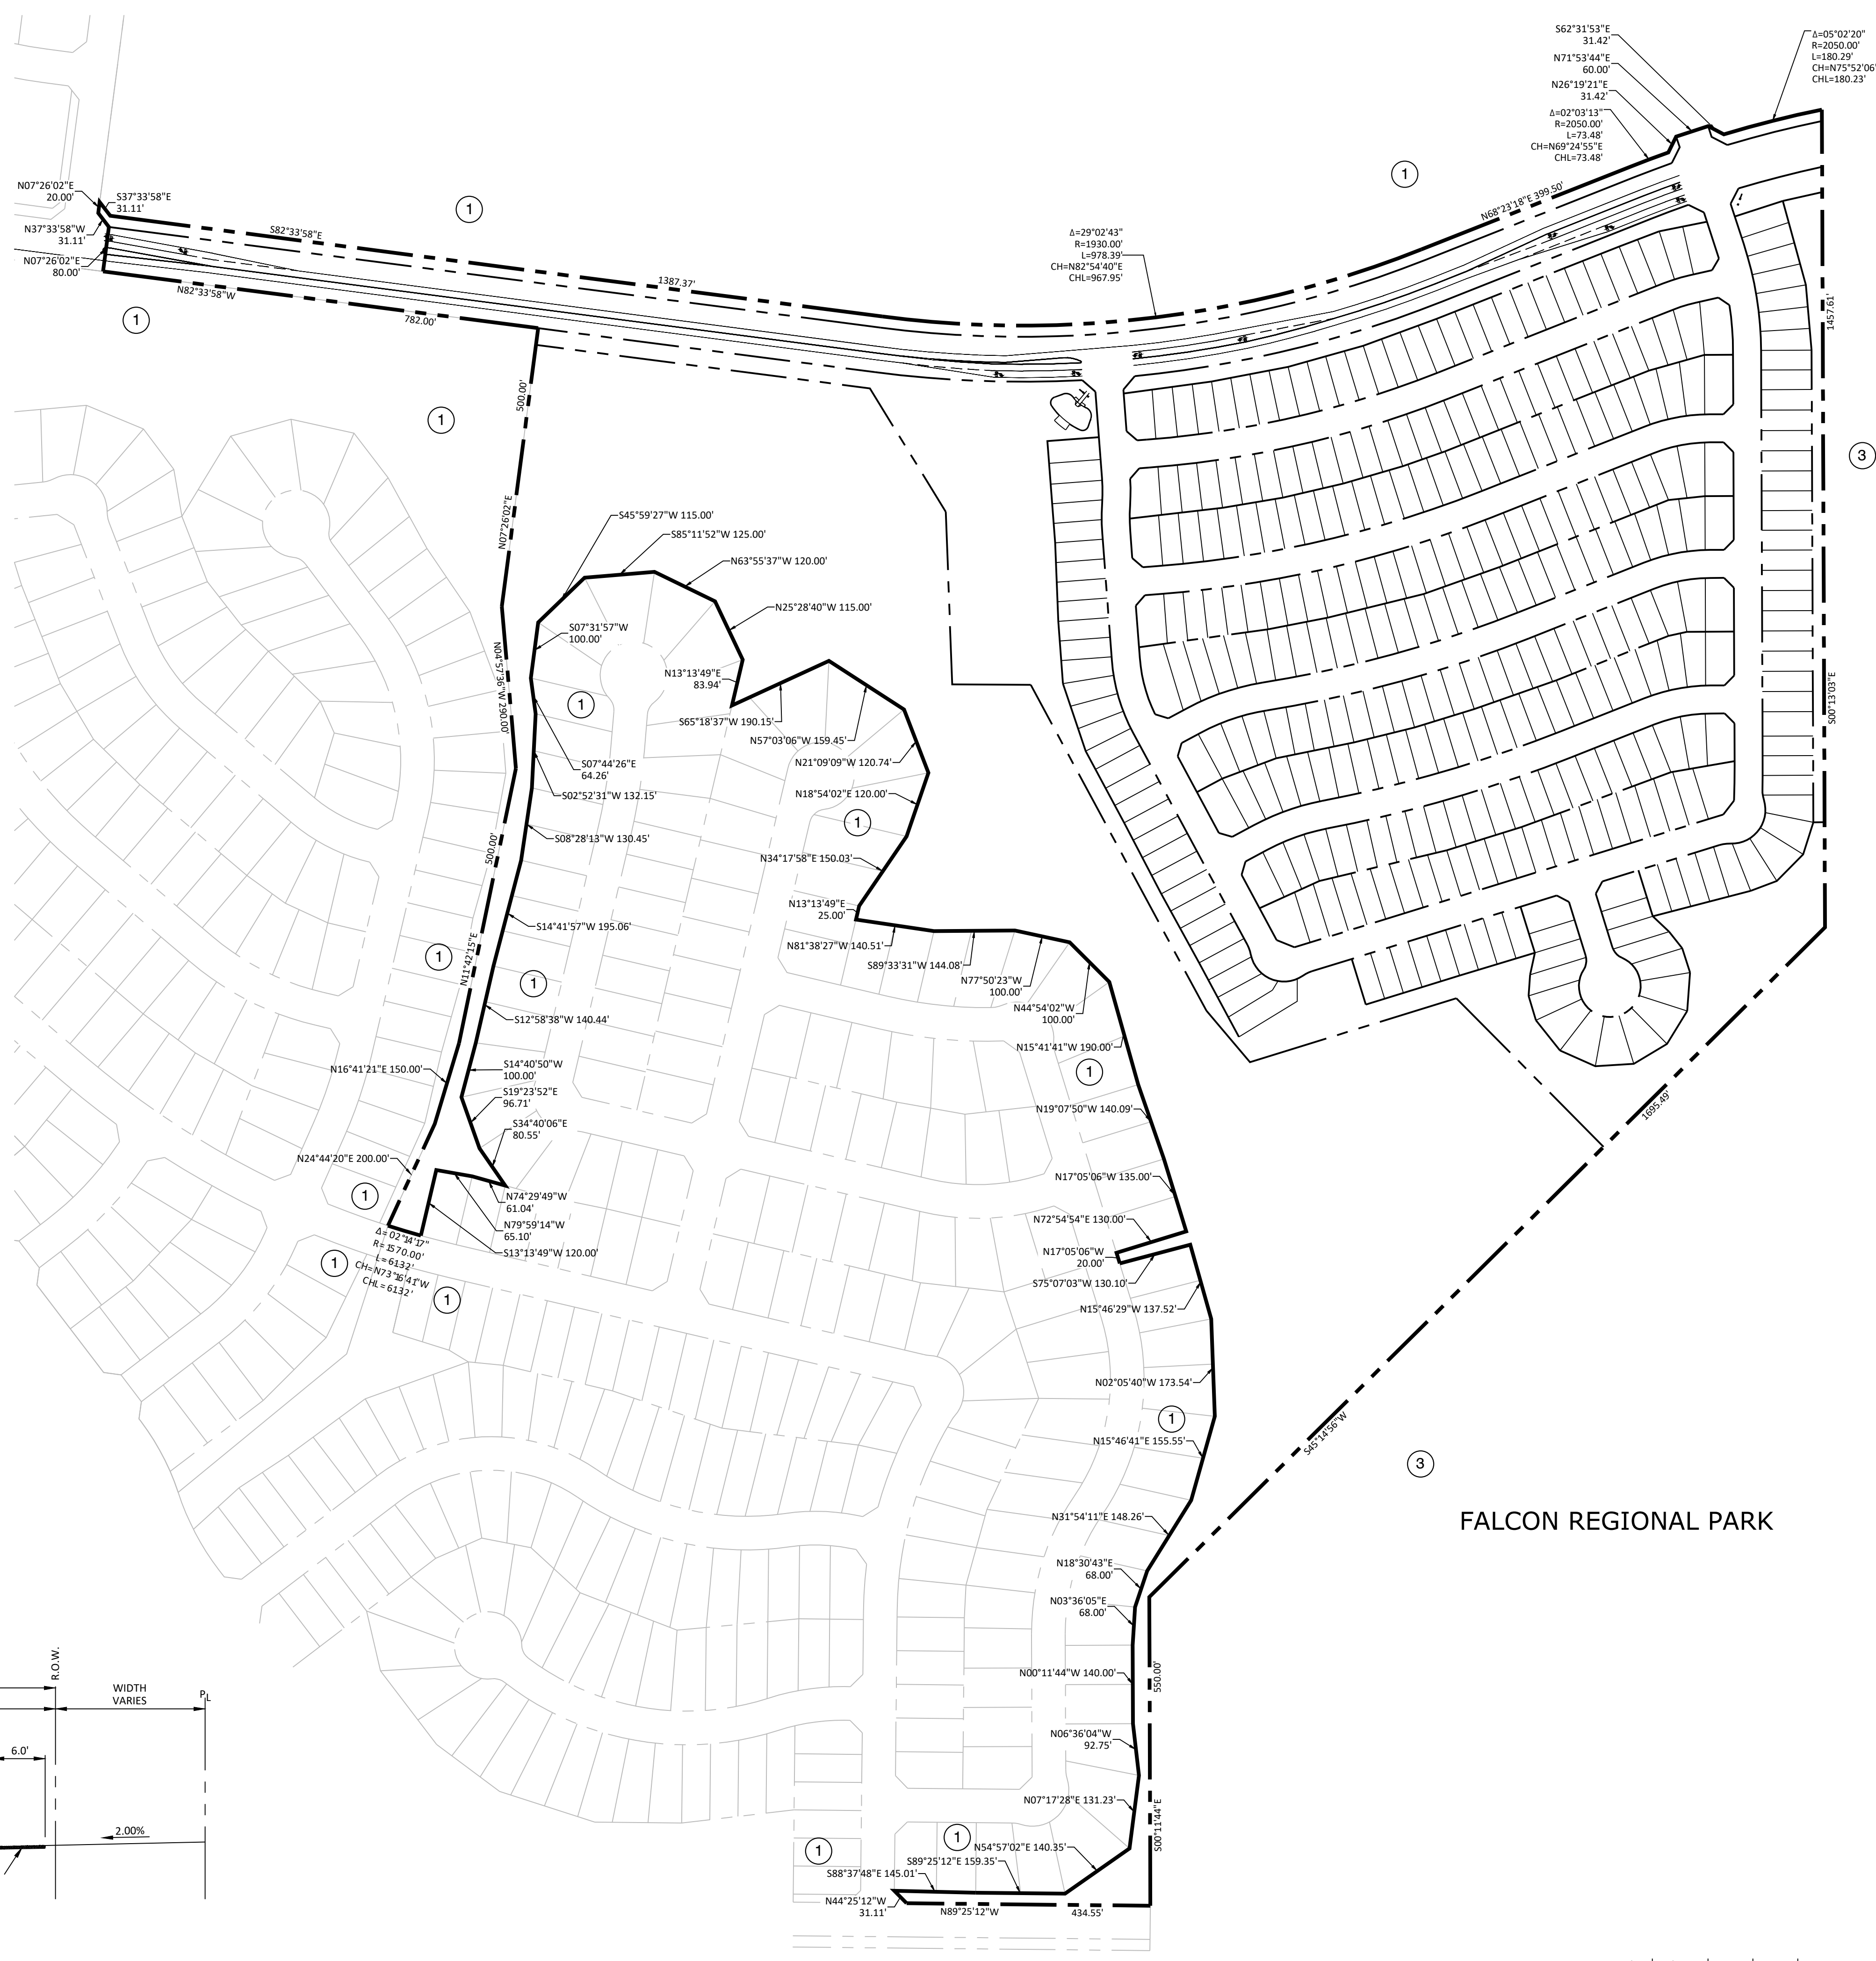 S62°31'53"E
31.42'
N71°53'44"E
60.00'
N26°19'21"E
31.42'
Δ=02°03'13"
R=2050.00'
L=73.48'
CH=N69°24'55"E
CHL=73.48'
Δ=05°02'20"
R=2050.00'
L=180.29'
CH=N75°52'06"
CHL=180.23'
1
N07°26'02"E
20.00'
S37°33'58"E
31.11'
N37°33'58"W
31.11'
N07°26'02"E
80.00'
1
S82°33'58"E
1387.37'
N68°23'18"E 399.50'
Δ=29°02'43"
R=1930.00'
L=978.39'
CH=N82°54'40"E
CHL=967.95'
N82°33'58"W
782.00'
1
1457.61'
500.00'
1
3
N07°26'02"E
S45°59'27"W 115.00'
S85°11'52"W 125.00'
N63°55'37"W 120.00'
N25°28'40"W 115.00'
S07°31'57"W
100.00'
N04°57'36"W 290.00'
N13°13'49"E
83.94'
1
S65°18'37"W 190.15'
N57°03'06"W 159.45'
N21°09'09"W 120.74'
S00°13'03"E
S07°44'26"E
64.26'
S02°52'31"W 132.15'
N18°54'02"E 120.00'
1
S08°28'13"W 130.45'
500.00'
N34°17'58"E 150.03'
N13°13'49"E
25.00'
S14°41'57"W 195.06'
N81°38'27"W 140.51'
S89°33'31"W 144.08'
N77°50'23"W
100.00'
N44°54'02"W
100.00'
1
N11°42'15"E
1
S12°58'38"W 140.44'
N15°41'41"W 190.00'
1
N16°41'21"E 150.00'
S14°40'50"W
100.00'
S19°23'52"E
96.71'
N19°07'50"W 140.09'
1695.49'
S34°40'06"E
80.55'
N24°44'20"E 200.00'
N17°05'06"W 135.00'
1
N74°29'49"W
61.04'
N72°54'54"E 130.00'
N79°59'14"W
65.10'
S13°13'49"W 120.00'
N17°05'06"W
20.00'
S75°07'03"W 130.10'
Δ=02°14'17"
R=1570.00'
L=6132'
CH=N73°16'41"W
CHL=6132'
1
1
N15°46'29"W 137.52'
N02°05'40"W 173.54'
1
N15°46'41"E 155.55'
S45°14'56"W
3
FALCON REGIONAL PARK
N31°54'11"E 148.26'
N18°30'43"E
68.00'
N03°36'05"E
68.00'
N00°11'44"W 140.00'
550.00'
N06°36'04"W
92.75'
N07°17'28"E 131.23'
S00°11'44"E
1
1
N54°57'02"E 140.35'
S89°25'12"E 159.35'
S88°37'48"E 145.01'
N44°25'12"W
31.11'
N89°25'12"W
434.55'
R.O.W.
WIDTH
VARIES
PL
6.0'
2.00%